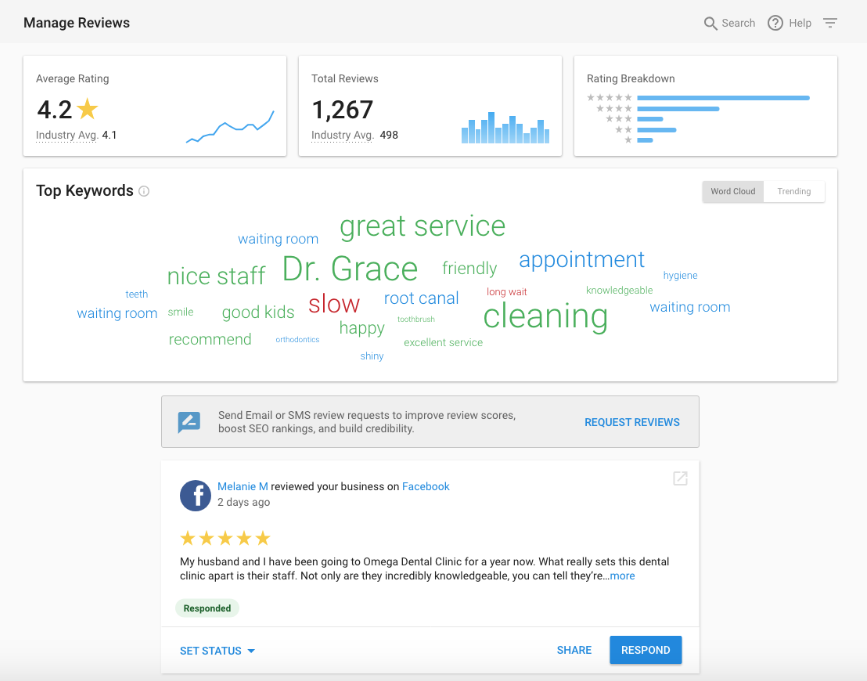 Manage Reviews
Search
Help
Average Rating
4.2
Industry Avg. 4.1
Total Reviews
1,267
Industry Avg. 498
Rating Breakdown
Top Keywords
Word Cloud
Trending
great service
waiting room
appointment
Dr. Grace
friendly
nice staff
hygiene
teeth
root canal
long wait
knowledgeable
slow
waiting room
smile
good kids
cleaning
waiting room
toothbrush
happy
recommend
orthodontics
excellent service
shiny
Send Email or SMS review requests to improve review scores,
boost SEO rankings, and build credibility.
REQUEST REVIEWS
f
Melanie M reviewed your business on Facebook
2 days ago
My husband and I have been going to Omega Dental Clinic for a year now. What really sets this dental
clinic apart is their staff. Not only are they incredibly knowledgeable, you can tell they're...more
Responded
SET STATUS
SHARE
RESPOND